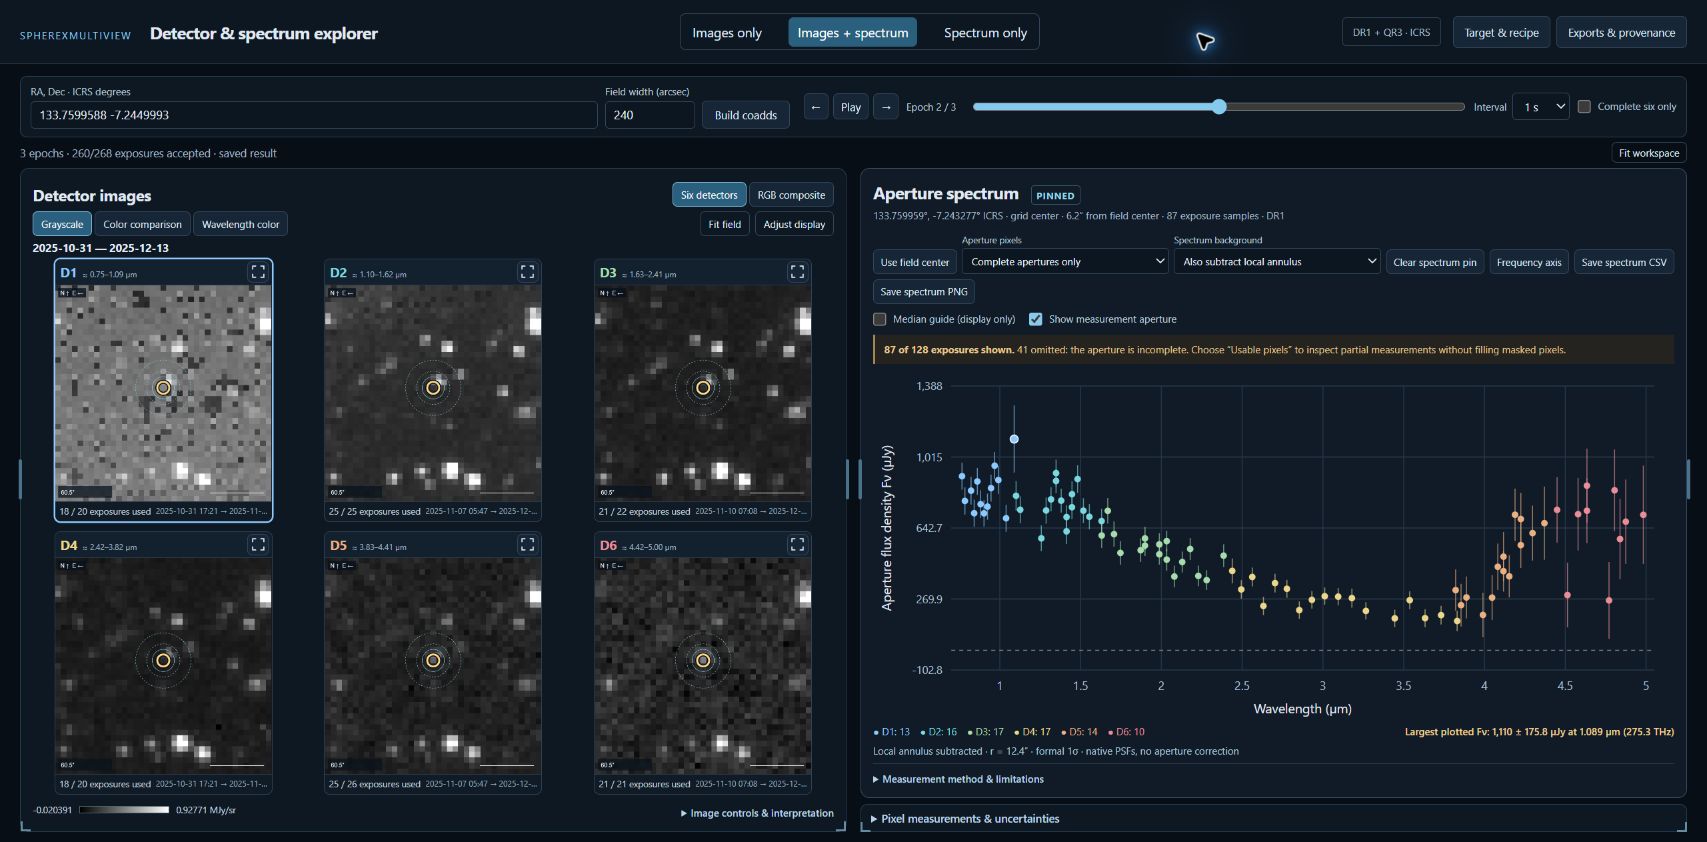 SPHEREXMULTIVIEW Detector & spectrum explorer Images only Images + spectrum Spectrum only DR1 + QR3 · ICRS Target & recipe Exports & provenance
RA, Dec · ICRS degrees Field width (arcsec)
133.7599588 -7.2449993 240 Build coadds ← Play → Epoch 2 / 3 Interval 1 s Complete six only
3 epochs · 260/268 exposures accepted · saved result Fit workspace
Detector images Six detectors RGB composite
Grayscale Color comparison Wavelength color Fit field Adjust display
2025-10-31 — 2025-12-13
D1 ≈ 0.75–1.09 µm D2 ≈ 1.10–1.62 µm D3 ≈ 1.63–2.41 µm
N↑ E← N↑ E← N↑ E←
60.5" 60.5" 60.5"
18 / 20 exposures used 2025-10-31 17:21 → 2025-11-... 25 / 25 exposures used 2025-11-07 05:47 → 2025-12-... 21 / 22 exposures used 2025-11-10 07:08 → 2025-12-...
D4 ≈ 2.42–3.82 µm D5 ≈ 3.83–4.41 µm D6 ≈ 4.42–5.00 µm
N↑ E← N↑ E← N↑ E←
60.5" 60.5" 60.5"
18 / 20 exposures used 2025-10-31 17:21 → 2025-11-... 25 / 26 exposures used 2025-11-07 05:47 → 2025-12-... 21 / 21 exposures used 2025-11-10 07:08 → 2025-12-...
-0.020391 0.92771 MJy/sr
▸ Image controls & interpretation
Aperture spectrum PINNED
133.759959°, -7.243277° ICRS · grid center · 6.2″ from field center · 87 exposure samples · DR1
Aperture pixels Spectrum background
Use field center Complete apertures only Also subtract local annulus Clear spectrum pin Frequency axis Save spectrum CSV
Save spectrum PNG
Median guide (display only) Show measurement aperture
87 of 128 exposures shown. 41 omitted: the aperture is incomplete. Choose “Usable pixels” to inspect partial measurements without filling masked pixels.
Aperture flux density Fν (µJy)
1,388
1,015
642.7
269.9
-102.8
1 1.5 2 2.5 3 3.5 4 4.5 5
Wavelength (µm)
D1: 13 D2: 16 D3: 17 D4: 17 D5: 14 D6: 10 Largest plotted Fν: 1,110 ± 175.8 µJy at 1.089 µm (275.3 THz)
Local annulus subtracted · r = 12.4″ · formal 1σ · native PSFs, no aperture correction
▸ Measurement method & limitations
▸ Pixel measurements & uncertainties